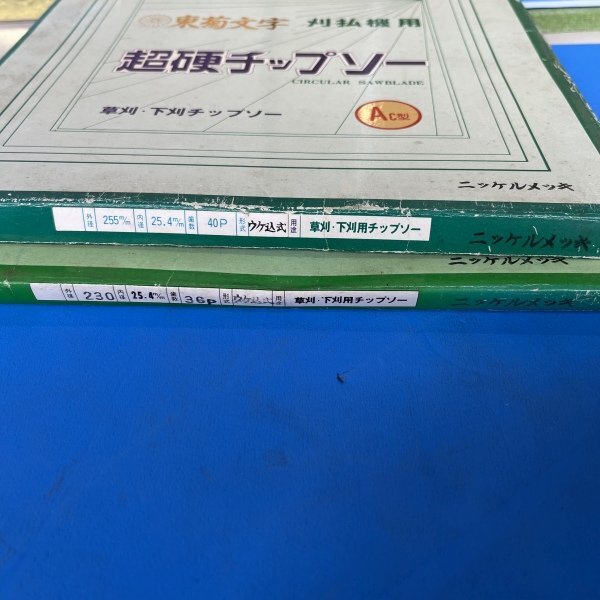 東菊文字 刈払機用
超硬チップソー
CIRCULAR SAWBLADE
草刈・下刈チップソー
AC型
ニッケルメッキ
外径 255m/m 内径 25.4m/m 歯数 40P 形式 ウケ込式 用途 草刈・下刈用チップソー
ニッケルメッキ
ニッケルメッキ
外径 230 内径 25.4m/m 歯数 36P 形式 ウケ込式 用途 草刈・下刈用チップソー
ニッケルメッキ